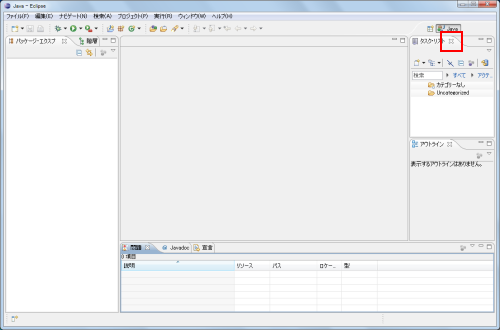 Java - Eclipse
ファイル(F) 編集(E) ナビゲート(N) 検索(A) プロジェクト(P) 実行(R) ウィンドウ(W) ヘルプ(H)
Java
パッケージ・エクスプ 階層
タスク・リスト
検索 すべて アクテ...
カテゴリーなし
Uncategorized
アウトライン
表示するアウトラインはありません。
問題 Javadoc 宣言
0 項目
説明 リソース パス ロケー... 型